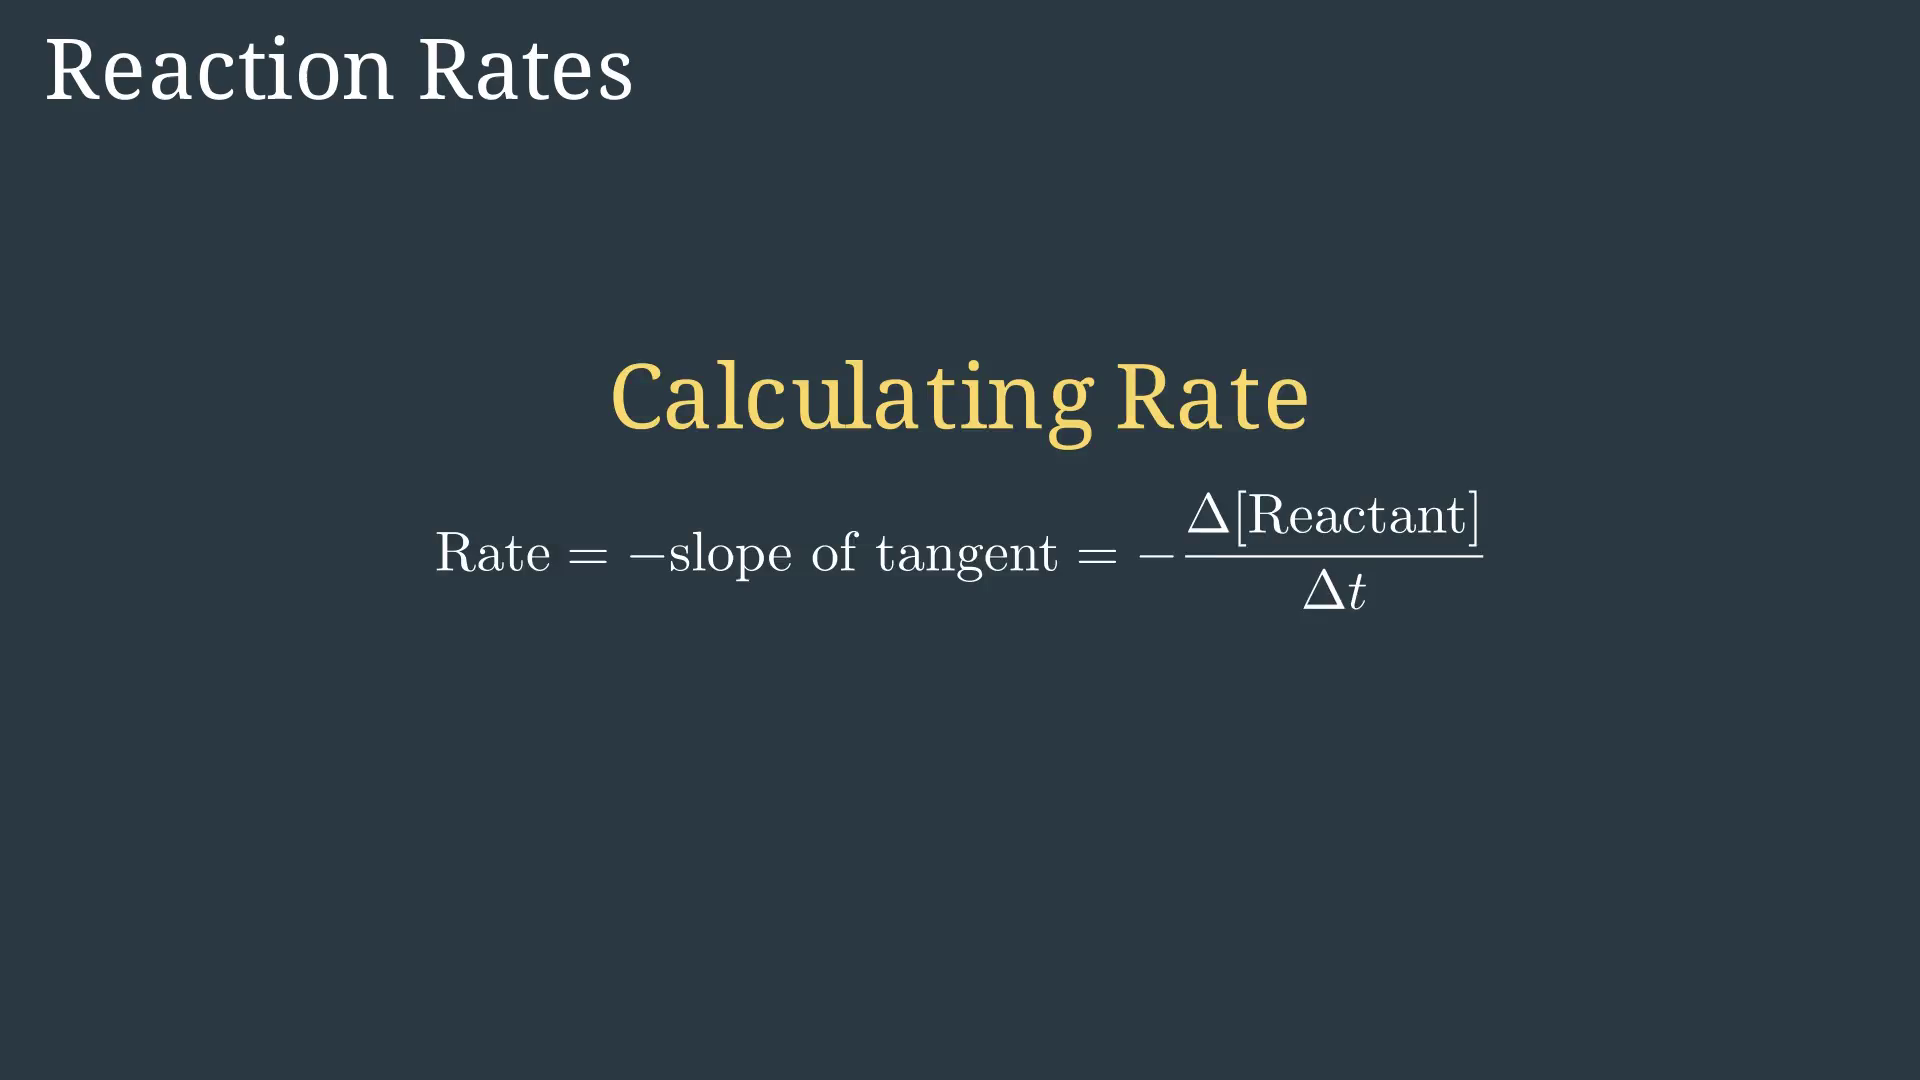 Reaction Rates
Calculating Rate
Rate = −slope of tangent = −Δ[Reactant]/Δt